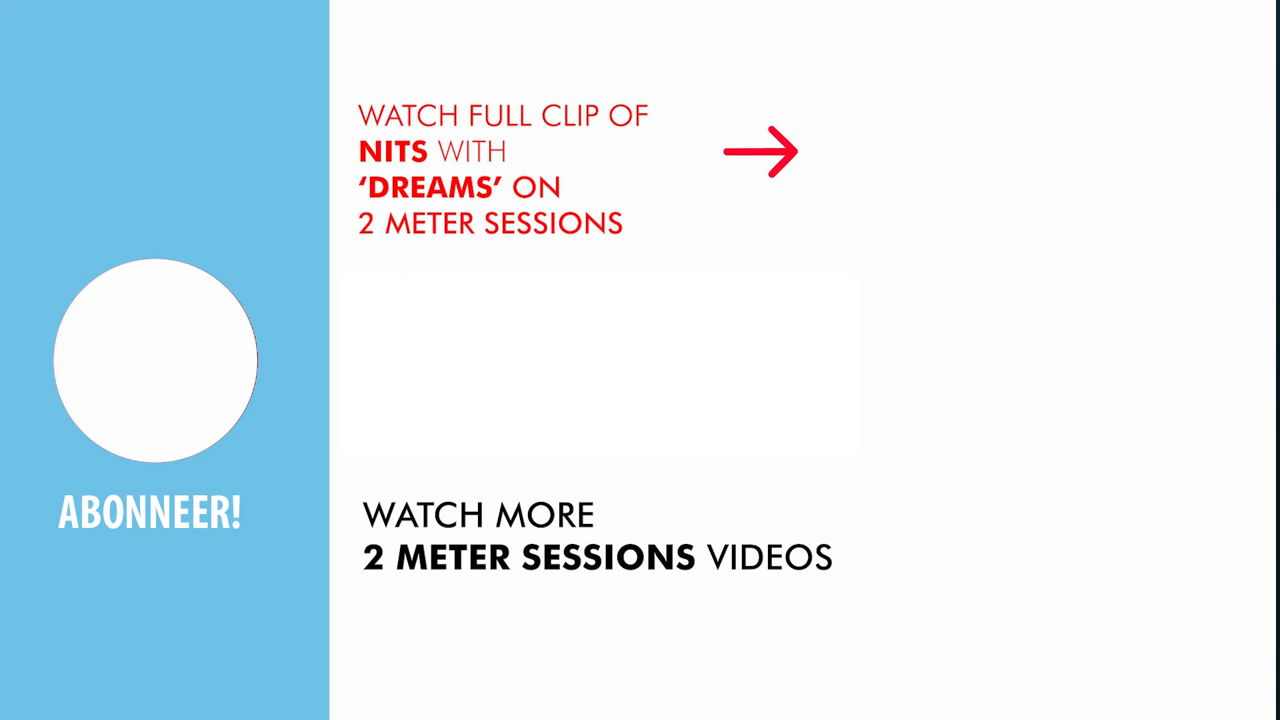 WATCH FULL CLIP OF
NITS WITH
‘DREAMS’ ON
2 METER SESSIONS
ABONNEER!
WATCH MORE
2 METER SESSIONS VIDEOS